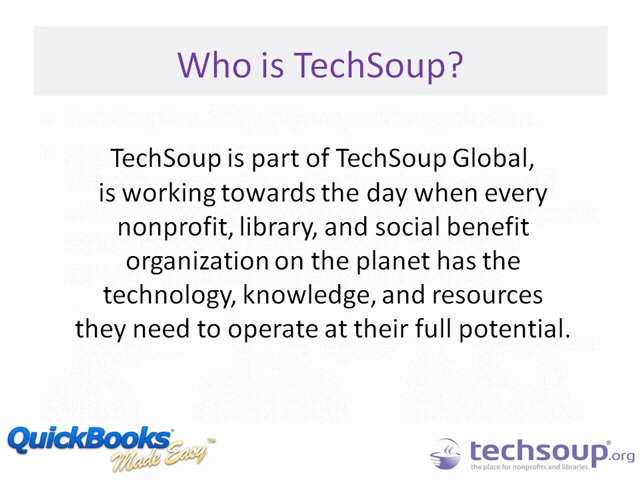 Who is TechSoup?
TechSoup is part of TechSoup Global,
is working towards the day when every
nonprofit, library, and social benefit
organization on the planet has the
technology, knowledge, and resources
they need to operate at their full potential.
QuickBooks
Made Easy™
techsoup®.org
the place for nonprofits and libraries